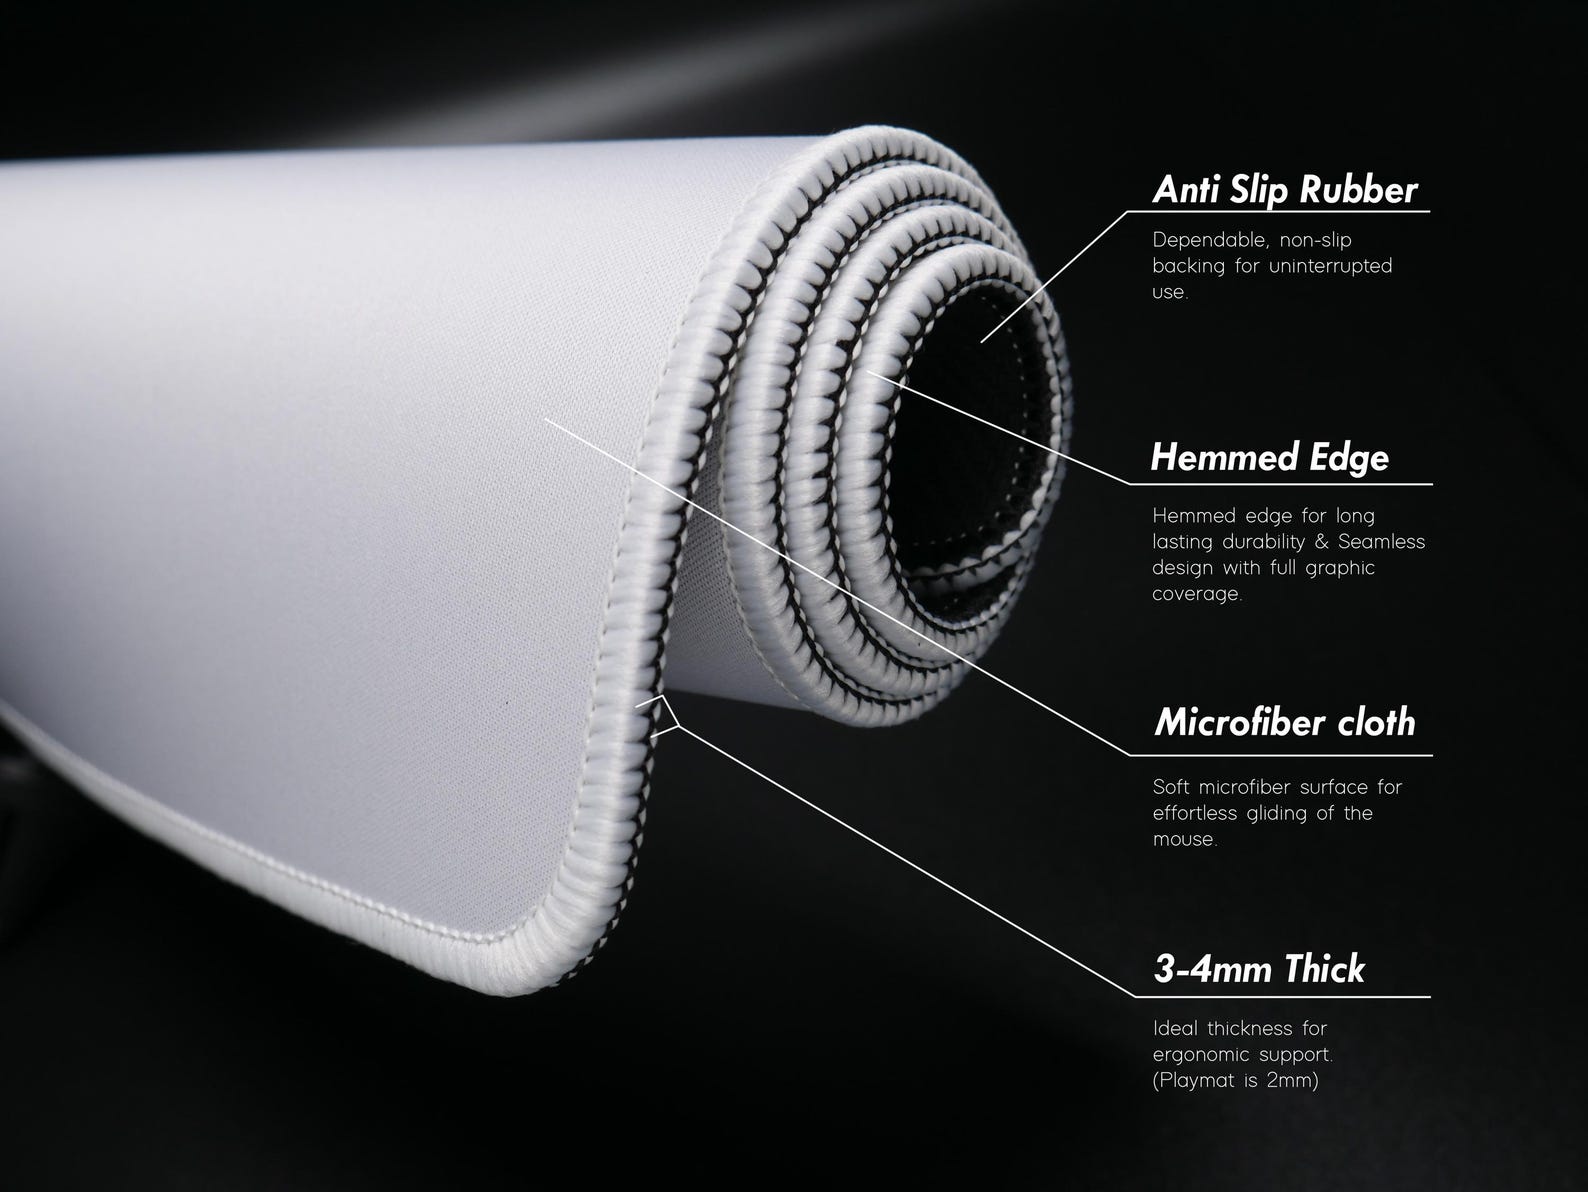 Anti Slip Rubber
Dependable, non-slip
backing for uninterrupted
use.
Hemmed Edge
Hemmed edge for long
lasting durability & Seamless
design with full graphic
coverage.
Microfiber cloth
Soft microfiber surface for
effortless gliding of the
mouse.
3-4mm Thick
Ideal thickness for
ergonomic support.
(Playmat is 2mm)